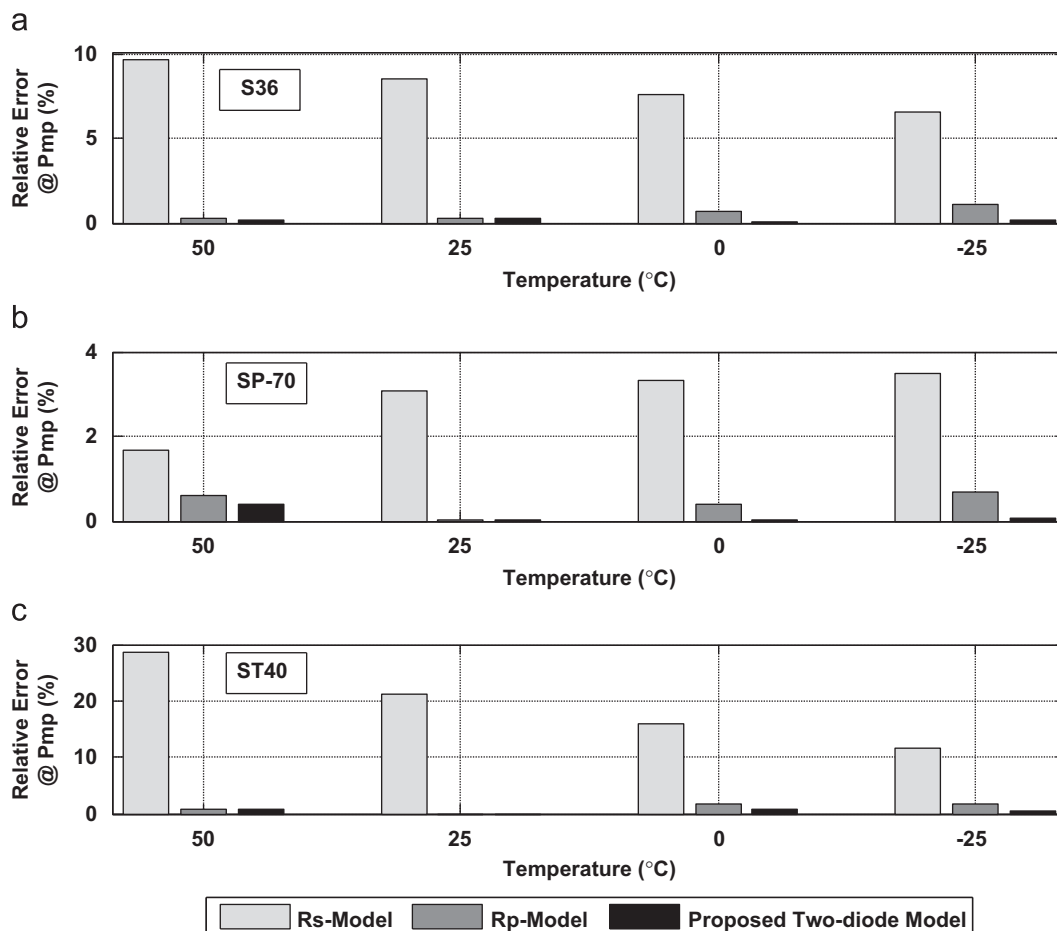 a
Relative Error
@ Pmp (%)
10
5
0
S36
50 25 0 -25
Temperature (°C)
b
Relative Error
@ Pmp (%)
4
2
0
SP-70
50 25 0 -25
Temperature (°C)
c
Relative Error
@ Pmp (%)
30
20
10
0
ST40
50 25 0 -25
Temperature (°C)
Rs-Model Rp-Model Proposed Two-diode Model